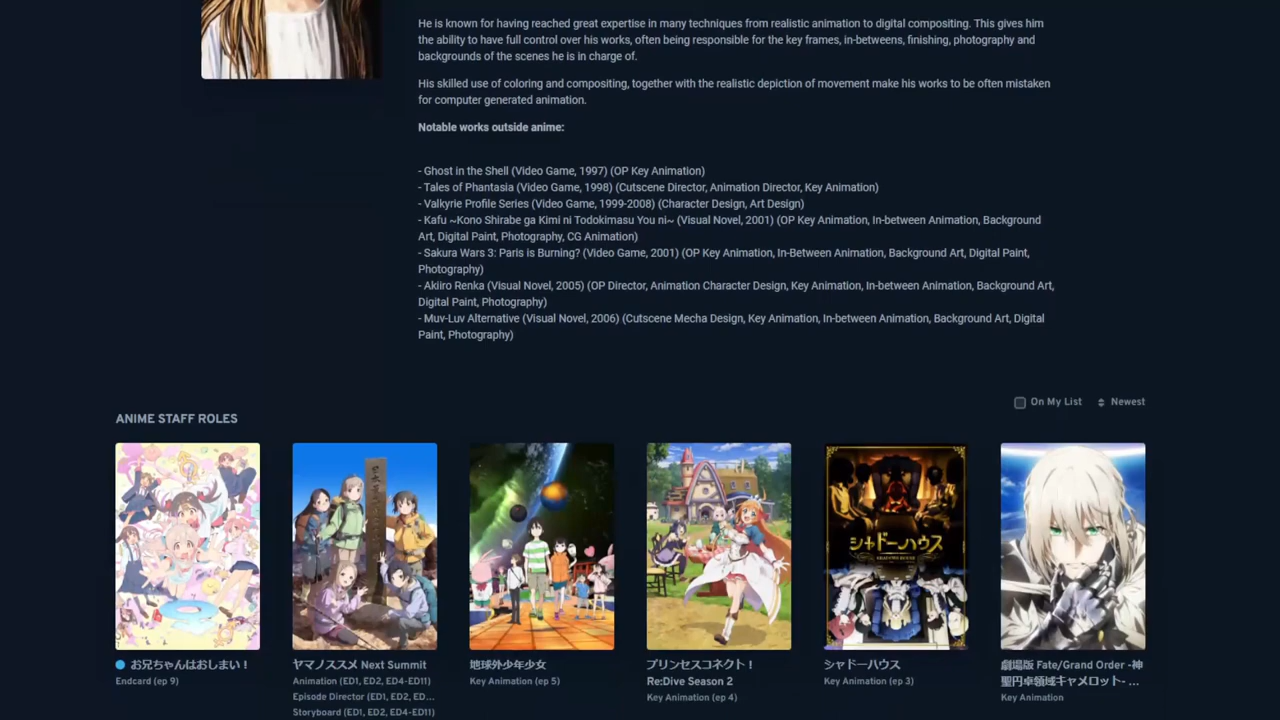 He is known for having reached great expertise in many techniques from realistic animation to digital compositing. This gives him
the ability to have full control over his works, often being responsible for the key frames, in-betweens, finishing, photography and
backgrounds of the scenes he is in charge of.
His skilled use of coloring and compositing, together with the realistic depiction of movement make his works to be often mistaken
for computer generated animation.
Notable works outside anime:
- Ghost in the Shell (Video Game, 1997) (OP Key Animation)
- Tales of Phantasia (Video Game, 1998) (Cutscene Director, Animation Director, Key Animation)
- Valkyrie Profile Series (Video Game, 1999-2008) (Character Design, Art Design)
- Kafu ~Kono Shirabe ga Kimi ni Todokimasu You ni~ (Visual Novel, 2001) (OP Key Animation, In-between Animation, Background
Art, Digital Paint, Photography, CG Animation)
- Sakura Wars 3: Paris is Burning? (Video Game, 2001) (OP Key Animation, In-Between Animation, Background Art, Digital Paint,
Photography)
- Akiiro Renka (Visual Novel, 2005) (OP Director, Animation Character Design, Key Animation, In-between Animation, Background Art,
Digital Paint, Photography)
- Muv-Luv Alternative (Visual Novel, 2006) (Cutscene Mecha Design, Key Animation, In-between Animation, Background Art, Digital
Paint, Photography)
On My List
Newest
ANIME STAFF ROLES
シャドーハウス
お兄ちゃんはおしまい！
Endcard (ep 9)
ヤマノススメ Next Summit
Animation (ED1, ED2, ED4-ED11)
Episode Director (ED1, ED2, ED...
Storyboard (ED1, ED2, ED4-ED11)
地球外少年少女
Key Animation (ep 5)
プリンセスコネクト！
Re:Dive Season 2
Key Animation (ep 4)
シャドーハウス
Key Animation (ep 3)
劇場版 Fate/Grand Order -神
聖円卓領域キャメロット- ...
Key Animation